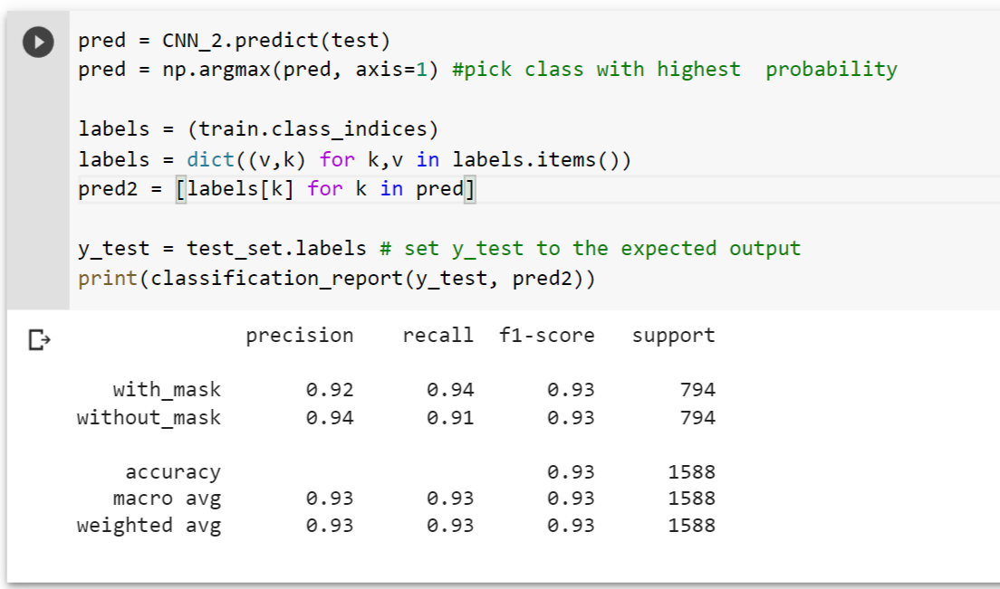 pred = CNN_2.predict(test)
pred = np.argmax(pred, axis=1) #pick class with highest  probability
labels = (train.class_indices)
labels = dict((v,k) for k,v in labels.items())
pred2 = [labels[k] for k in pred]
y_test = test_set.labels # set y_test to the expected output
print(classification_report(y_test, pred2))
precision recall f1-score support
with_mask 0.92 0.94 0.93 794
without_mask 0.94 0.91 0.93 794
accuracy 0.93 1588
macro avg 0.93 0.93 0.93 1588
weighted avg 0.93 0.93 0.93 1588